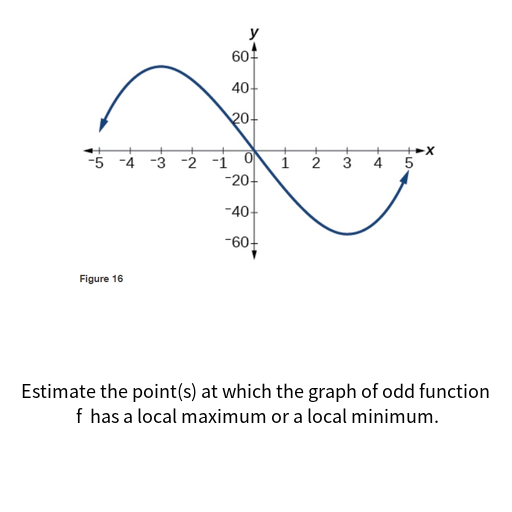 y
60
40
20
-5 -4 -3 -2 -1 0 1 2 3 4 5 x
-20
-40
-60
Figure 16
Estimate the point(s) at which the graph of odd function
f has a local maximum or a local minimum.